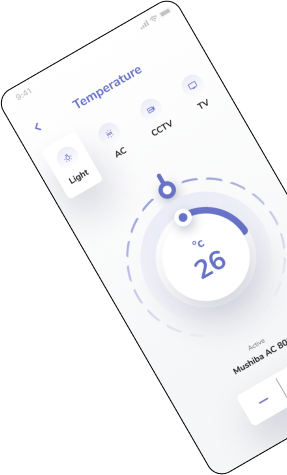 9:41
Temperature
Light
AC
CCTV
TV
°c
26
Active
Mushiba AC 80